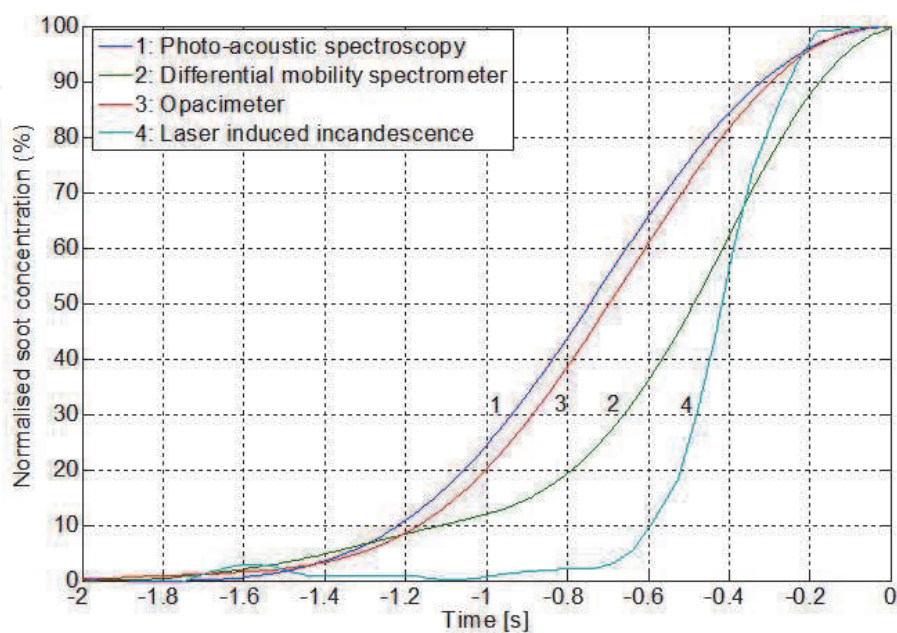 100
90
80
70
60
50
40
30
20
10
0
Normalised soot concentration (%)
1: Photo-acoustic spectroscopy
2: Differential mobility spectrometer
3: Opacimeter
4: Laser induced incandescence
1 3 2 4
-2 -1.8 -1.6 -1.4 -1.2 -1 -0.8 -0.6 -0.4 -0.2 0
Time [s]